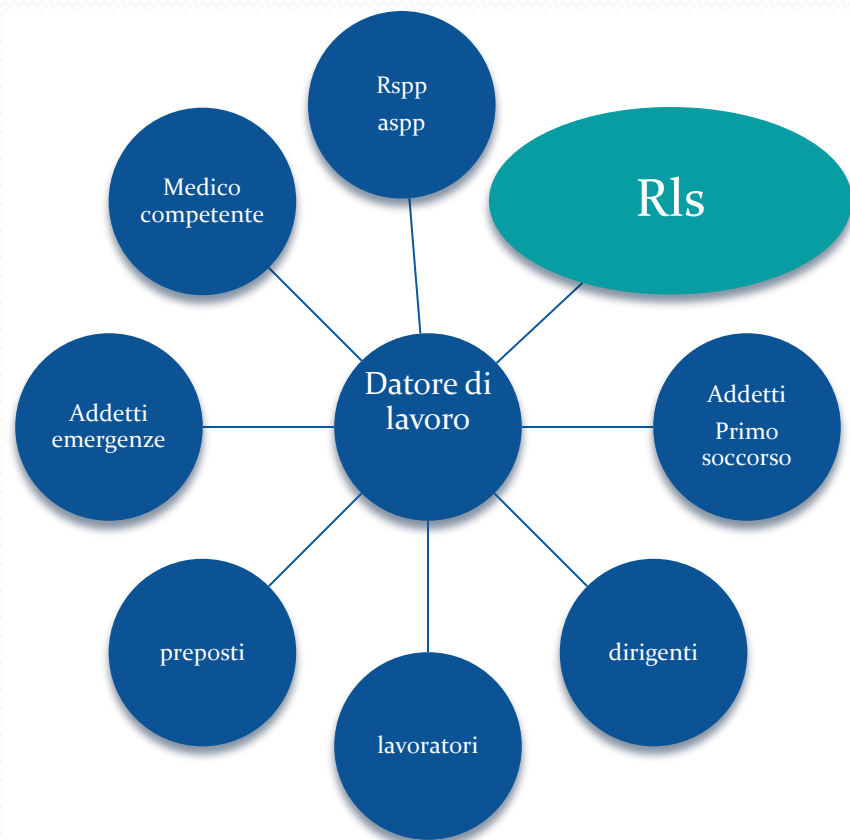 Rspp
aspp
Rls
Medico
competente
Datore di
lavoro
Addetti
Primo
soccorso
Addetti
emergenze
preposti
dirigenti
lavoratori